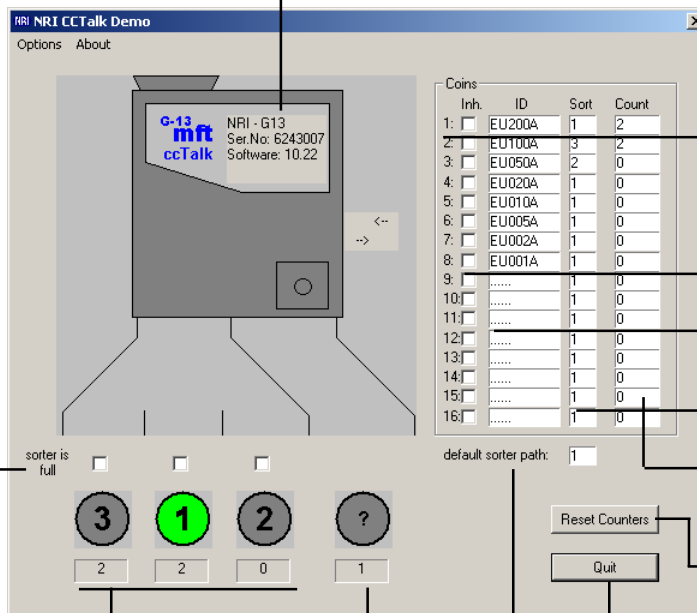 NRI NRI CCTalk Demo
Options About
G-13
mft
ccTalk
NRI - G13
Ser.No: 6243007
Software: 10.22
<--
-->
Coins
Inh. ID Sort Count
1: EU200A 1 2
2: EU100A 3 2
3: EU050A 2 0
4: EU020A 1 0
5: EU010A 1 0
6: EU005A 1 0
7: EU002A 1 0
8: EU001A 1 0
9: ...... 1 0
10: ...... 1 0
11: ...... 1 0
12: ...... 1 0
13: ...... 1 0
14: ...... 1 0
15: ...... 1 0
16: ...... 1 0
default sorter path: 1
sorter is
full
3 1 2 ?
2 2 0 1
Reset Counters
Quit